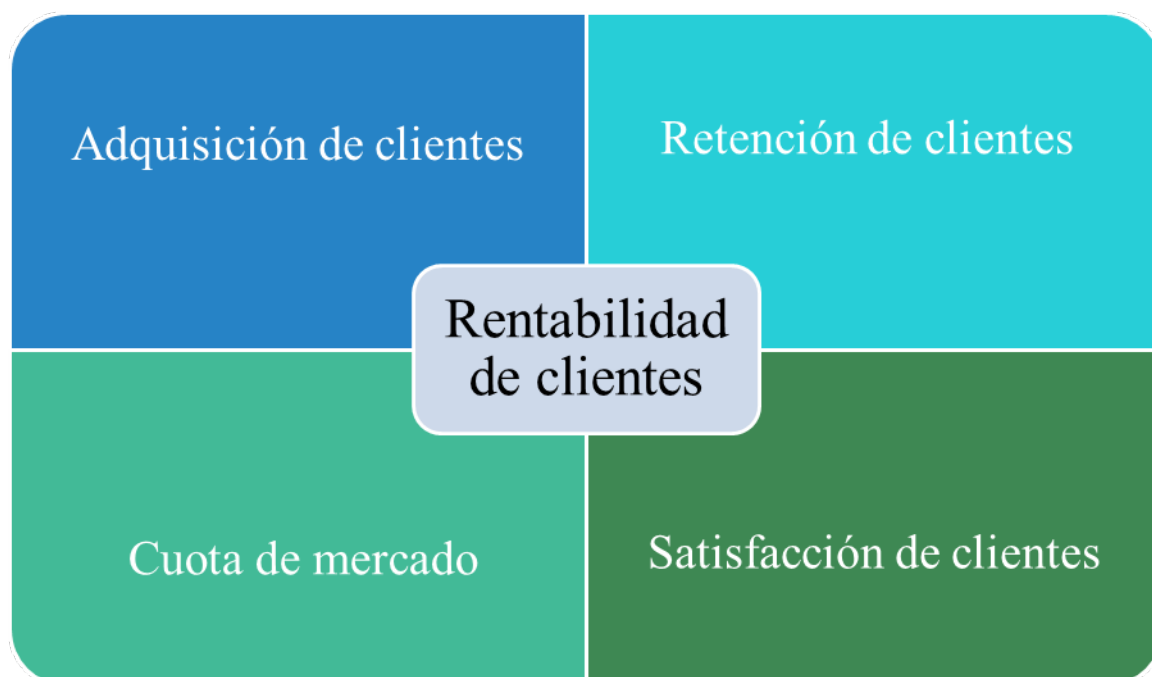 Adquisición de clientes
Retención de clientes
Rentabilidad
de clientes
Cuota de mercado
Satisfacción de clientes